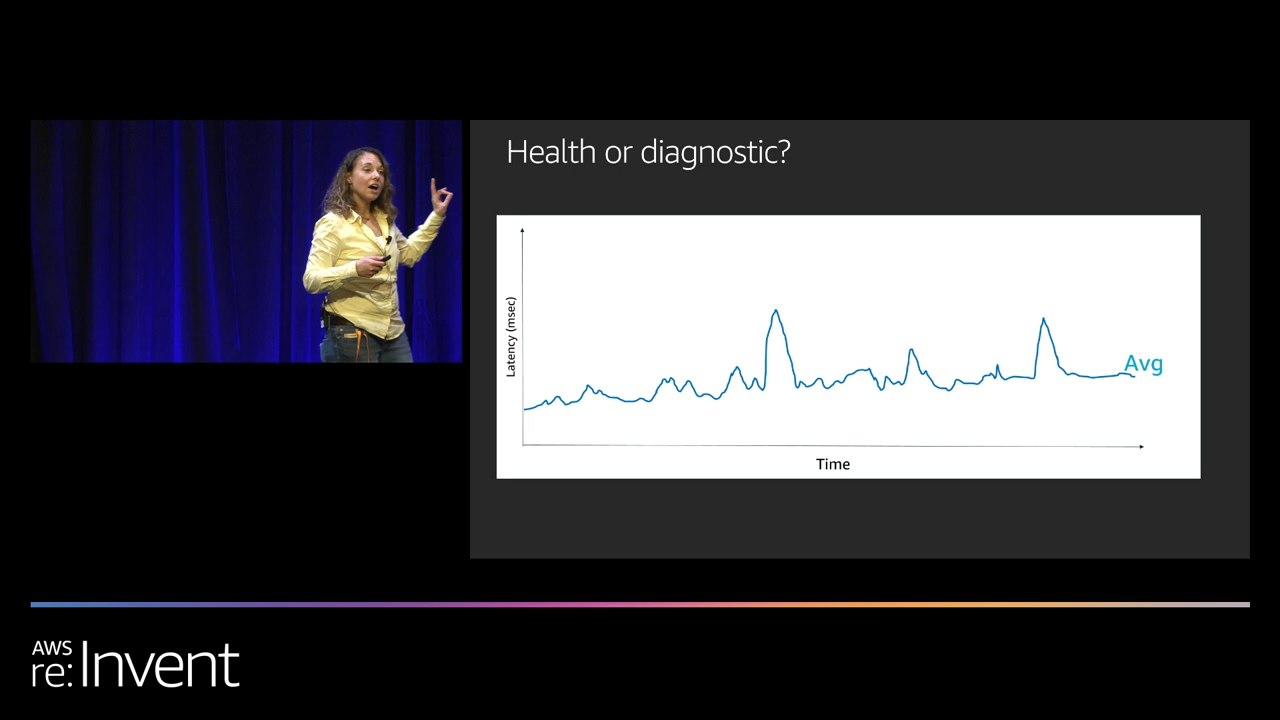 Health or diagnostic?
Latency (msec)
Avg
Time
AWS
re:Invent